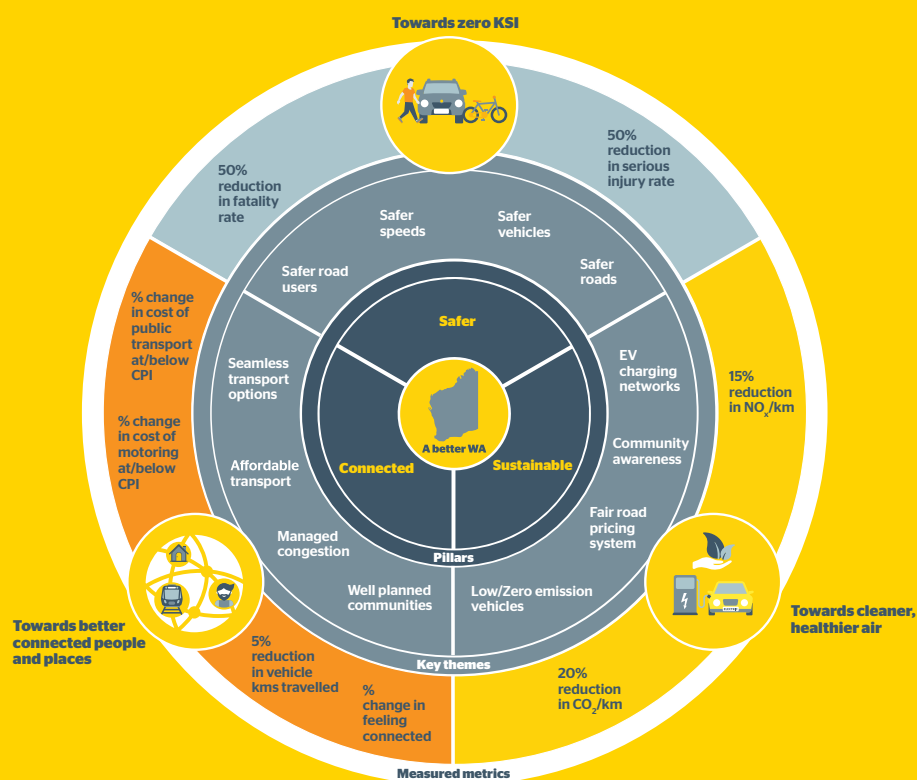 Towards zero KSI
50%
reduction
in fatality
rate
50%
reduction
in serious
injury rate
Safer
speeds
Safer
vehicles
Safer road
users
Safer
roads
% change
in cost of
public
transport
at/below
CPI
% change
in cost of
motoring
at/below
CPI
Seamless
transport
options
Affordable
transport
Managed
congestion
Well planned
communities
Safer
Connected
Sustainable
A better WA
Pillars
EV
charging
networks
Community
awareness
Fair road
pricing
system
Low/Zero emission
vehicles
Key themes
15%
reduction
in NOₓ/km
20%
reduction
in CO₂/km
5%
reduction
in vehicle
kms travelled
%
change in
feeling
connected
Measured metrics
Towards better
connected people
and places
Towards cleaner,
healthier air